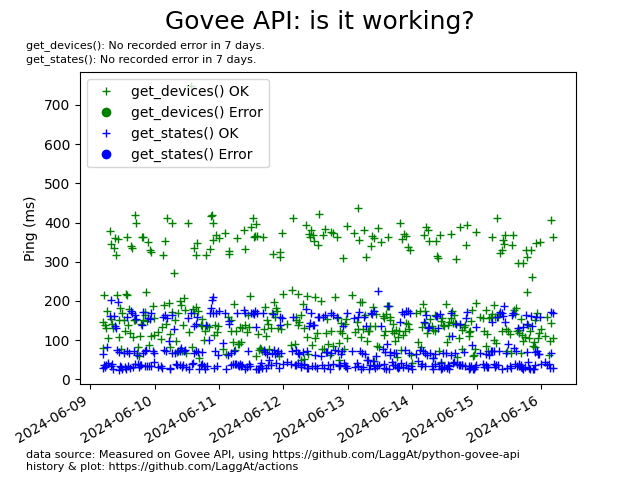 Govee API: is it working?
get_devices(): No recorded error in 7 days.
get_states(): No recorded error in 7 days.
get_devices() OK
get_devices() Error
get_states() OK
get_states() Error
Ping (ms)
700
600
500
400
300
200
100
0
2024-06-09
2024-06-10
2024-06-11
2024-06-12
2024-06-13
2024-06-14
2024-06-15
2024-06-16
data source: Measured on Govee API, using https://github.com/LaggAt/python-govee-api
history & plot: https://github.com/LaggAt/actions